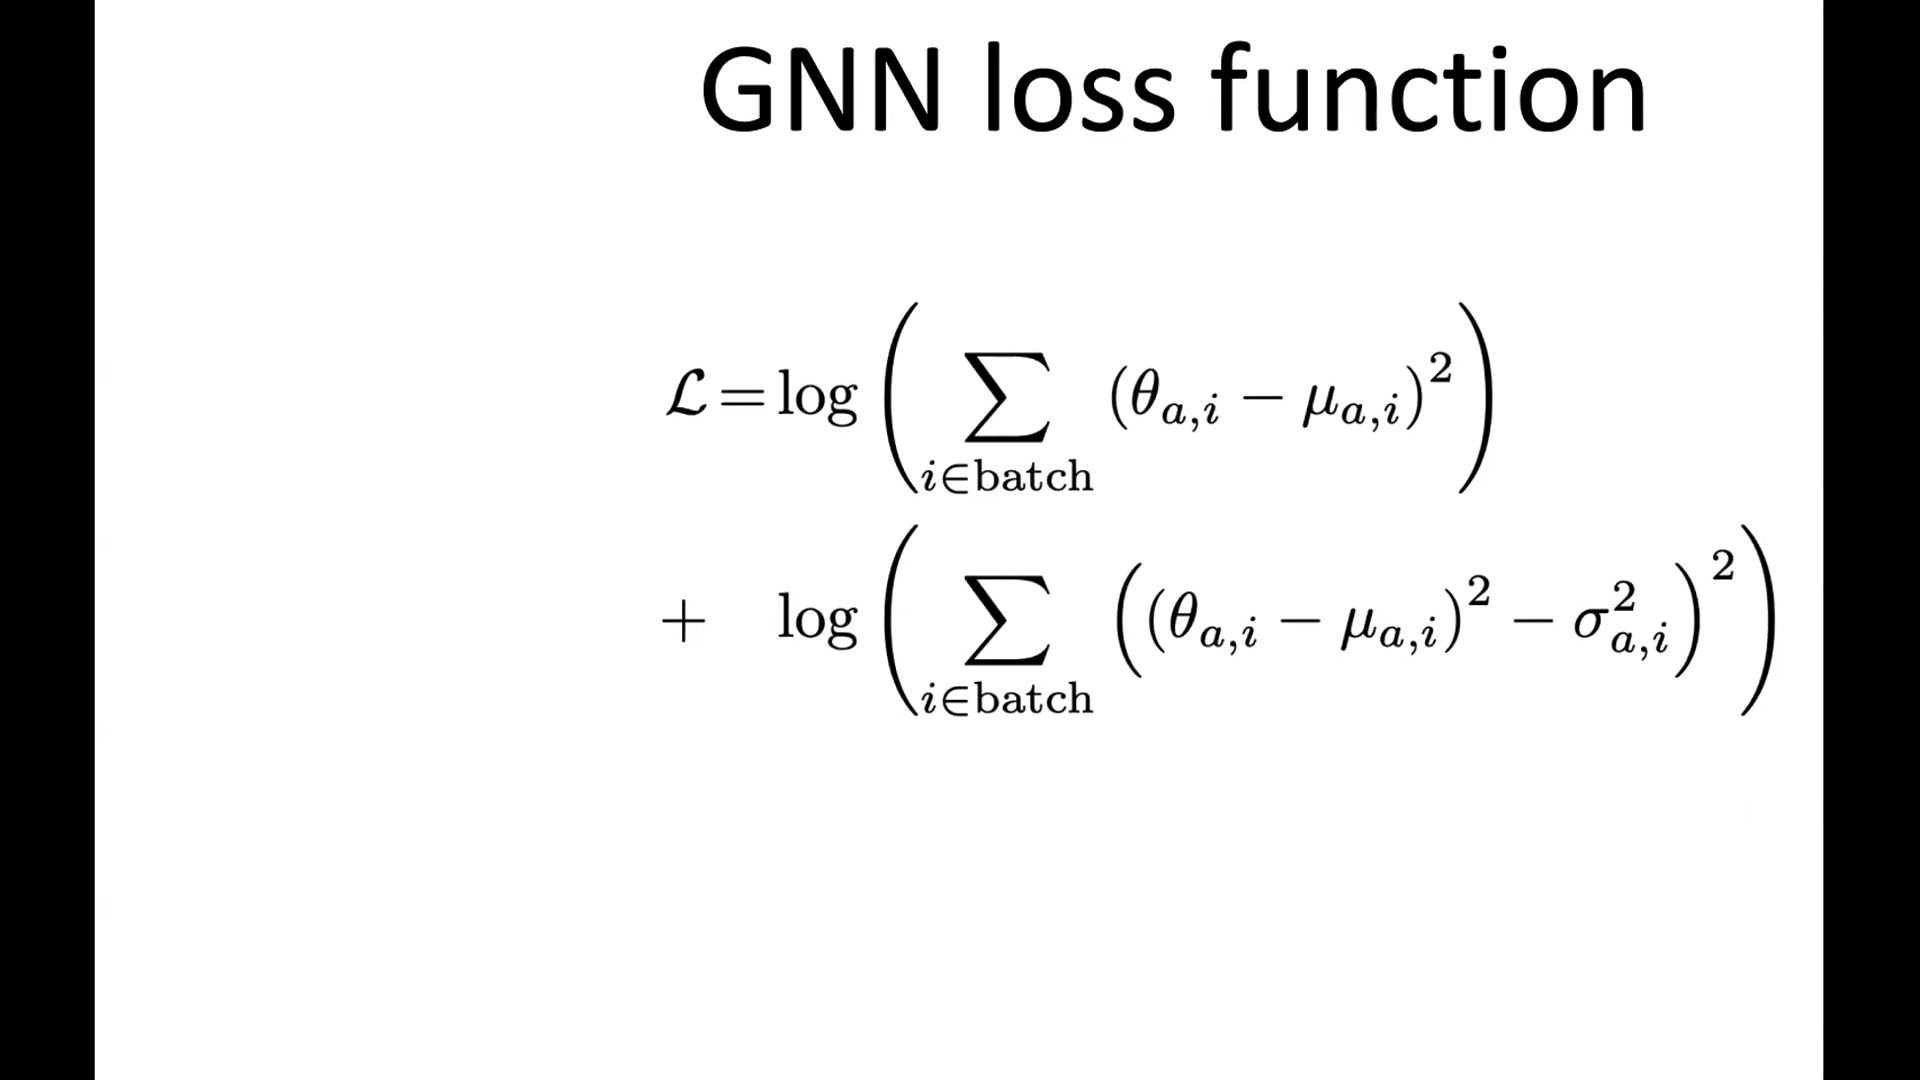 GNN loss function
ℒ = log ( ∑_{i∈batch} (θ_{a,i} − μ_{a,i})² )
+ log ( ∑_{i∈batch} ( (θ_{a,i} − μ_{a,i})² − σ²_{a,i} )² )